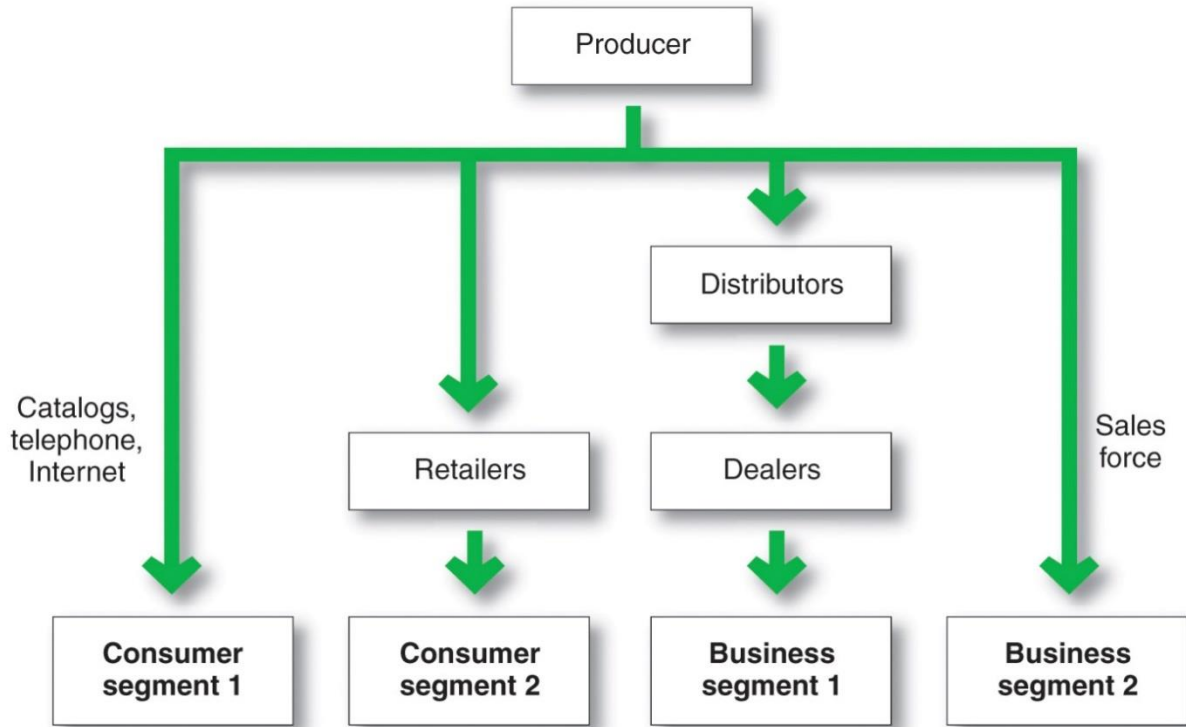 Producer
Distributors
Catalogs,
telephone,
Internet
Retailers
Dealers
Sales
force
Consumer
segment 1
Consumer
segment 2
Business
segment 1
Business
segment 2